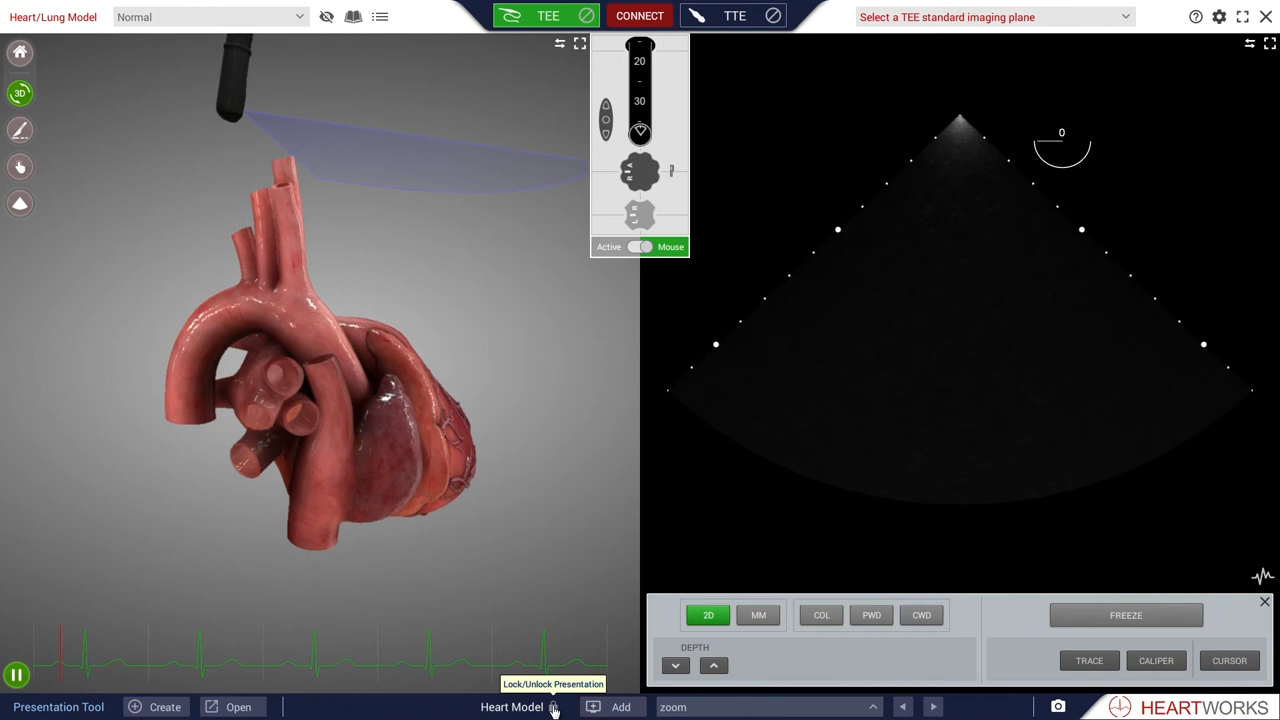 Heart/Lung Model
Normal
TEE
CONNECT
TTE
Select a TEE standard imaging plane
3D
20
30
R
A
L
R
Active
Mouse
0
2D
MM
COL
PWD
CWD
FREEZE
DEPTH
TRACE
CALIPER
CURSOR
Lock/Unlock Presentation
Presentation Tool
Create
Open
Heart Model
Add
zoom
HEARTWORKS